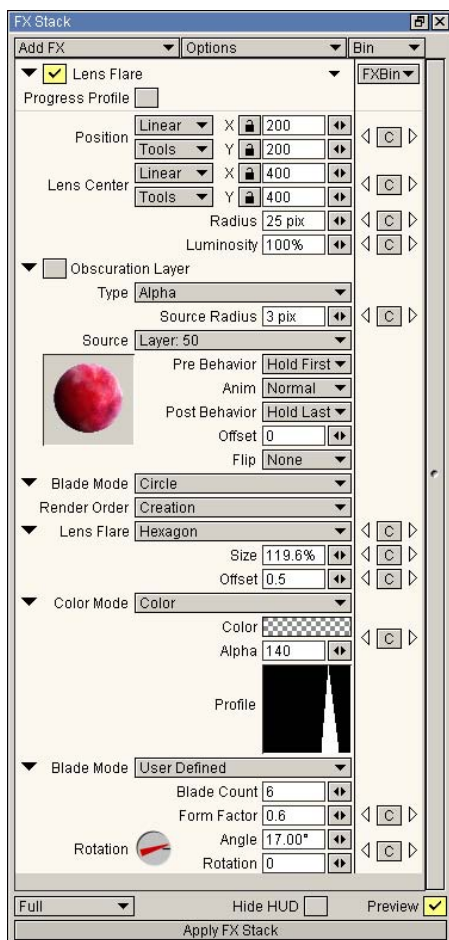 FX Stack
Add FX Options Bin
Lens Flare FXBin
Progress Profile
Position Linear X 200 C
Tools Y 200
Lens Center Linear X 400 C
Tools Y 400
Radius 25 pix C
Luminosity 100% C
Obscuration Layer
Type Alpha
Source Radius 3 pix C
Source Layer: 50
Pre Behavior Hold First
Anim Normal
Post Behavior Hold Last
Offset 0
Flip None
Blade Mode Circle
Render Order Creation
Lens Flare Hexagon C
Size 119.6% C
Offset 0.5 C
Color Mode Color
Color C
Alpha 140
Profile
Blade Mode User Defined
Blade Count 6
Form Factor 0.6 C
Rotation Angle 17.00° C
Rotation 0
Full Hide HUD Preview
Apply FX Stack